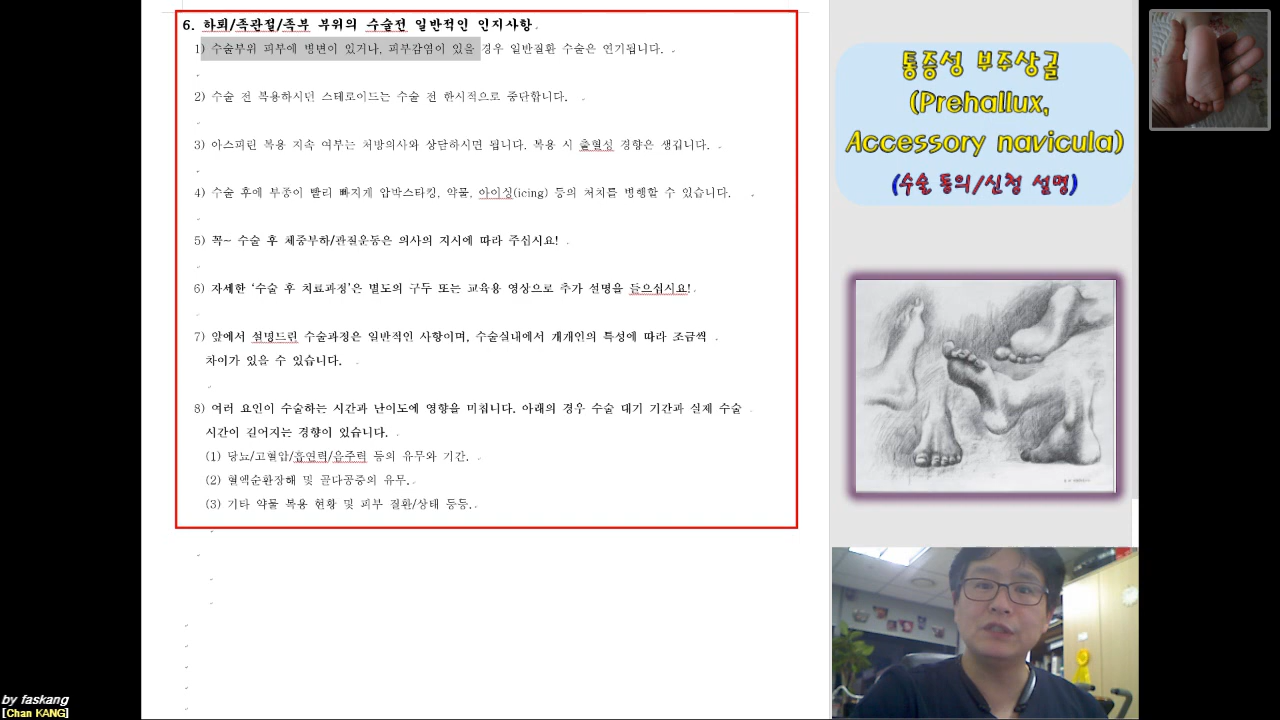 6. 하퇴/족관절/족부 부위의 수술전 일반적인 인지사항
1) 수술부위 피부에 병변이 있거나, 피부감염이 있을 경우 일반질환 수술은 연기됩니다.
2) 수술 전 복용하시던 스테로이드는 수술 전 한시적으로 중단합니다.
3) 아스피린 복용 지속 여부는 처방의사와 상담하시면 됩니다. 복용 시 출혈성 경향은 생깁니다.
4) 수술 후에 부종이 빨리 빠지게 압박스타킹, 약물, 아이싱(icing) 등의 처치를 병행할 수 있습니다.
5) 꼭~ 수술 후 체중부하/관절운동은 의사의 지시에 따라 주십시요!
6) 자세한 '수술 후 치료과정'은 별도의 구두 또는 교육용 영상으로 추가 설명을 들으십시요!
7) 앞에서 설명드린 수술과정은 일반적인 사항이며, 수술실내에서 개개인의 특성에 따라 조금씩
차이가 있을 수 있습니다.
8) 여러 요인이 수술하는 시간과 난이도에 영향을 미칩니다. 아래의 경우 수술 대기 기간과 실제 수술
시간이 길어지는 경향이 있습니다.
(1) 당뇨/고혈압/흡연력/음주력 등의 유무와 기간.
(2) 혈액순환장해 및 골다공증의 유무.
(3) 기타 약물 복용 현황 및 피부 질환/상태 등등.
통증성 부주상골
(Prehallux,
Accessory navicula)
(수술 동의/신청 설명)
by faskang
[Chan KANG]